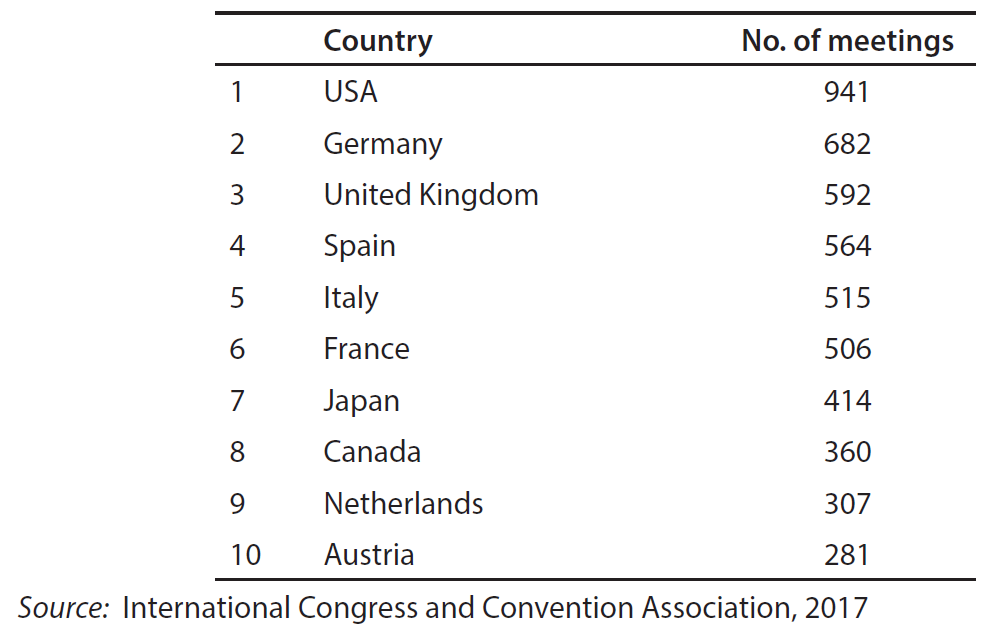 Country No. of meetings
1 USA 941
2 Germany 682
3 United Kingdom 592
4 Spain 564
5 Italy 515
6 France 506
7 Japan 414
8 Canada 360
9 Netherlands 307
10 Austria 281
Source: International Congress and Convention Association, 2017